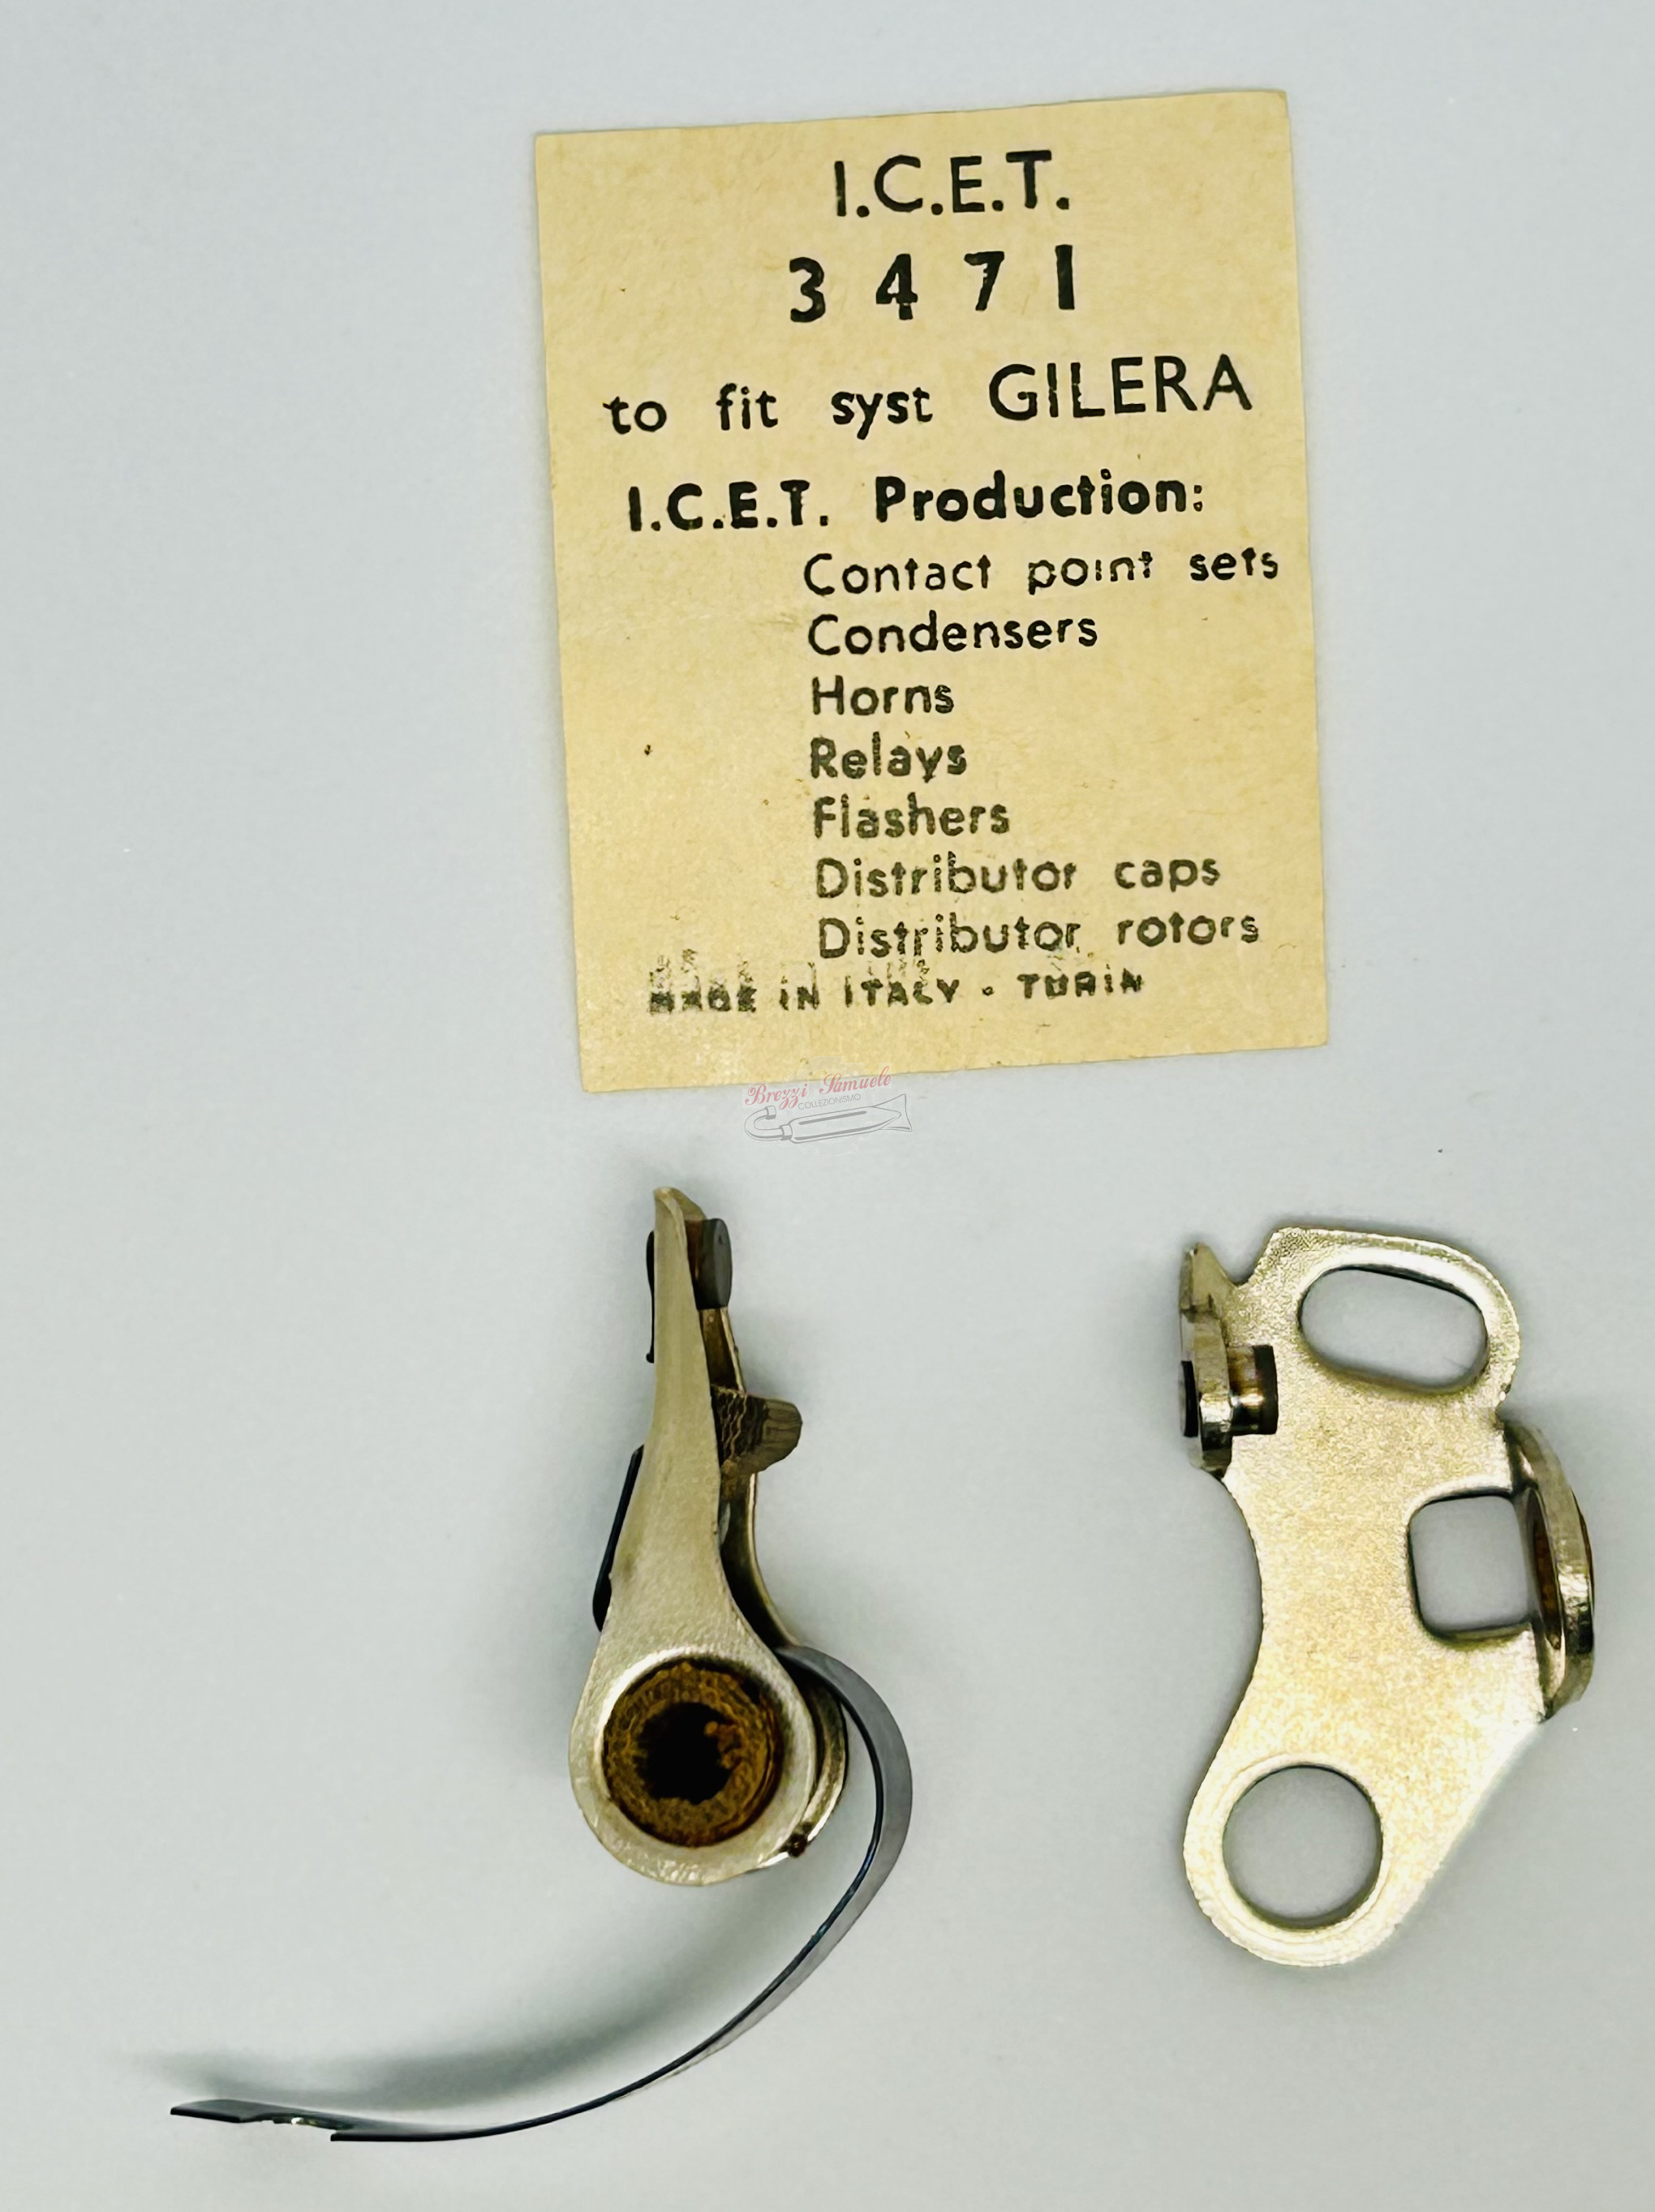 I.C.E.T.
3471
to fit syst GILERA
I.C.E.T. Production:
Contact point sets
Condensers
Horns
Relays
Flashers
Distributor caps
Distributor rotors
MADE IN ITALY - TURIN
Brezzi Samuele
COLLEZIONISMO